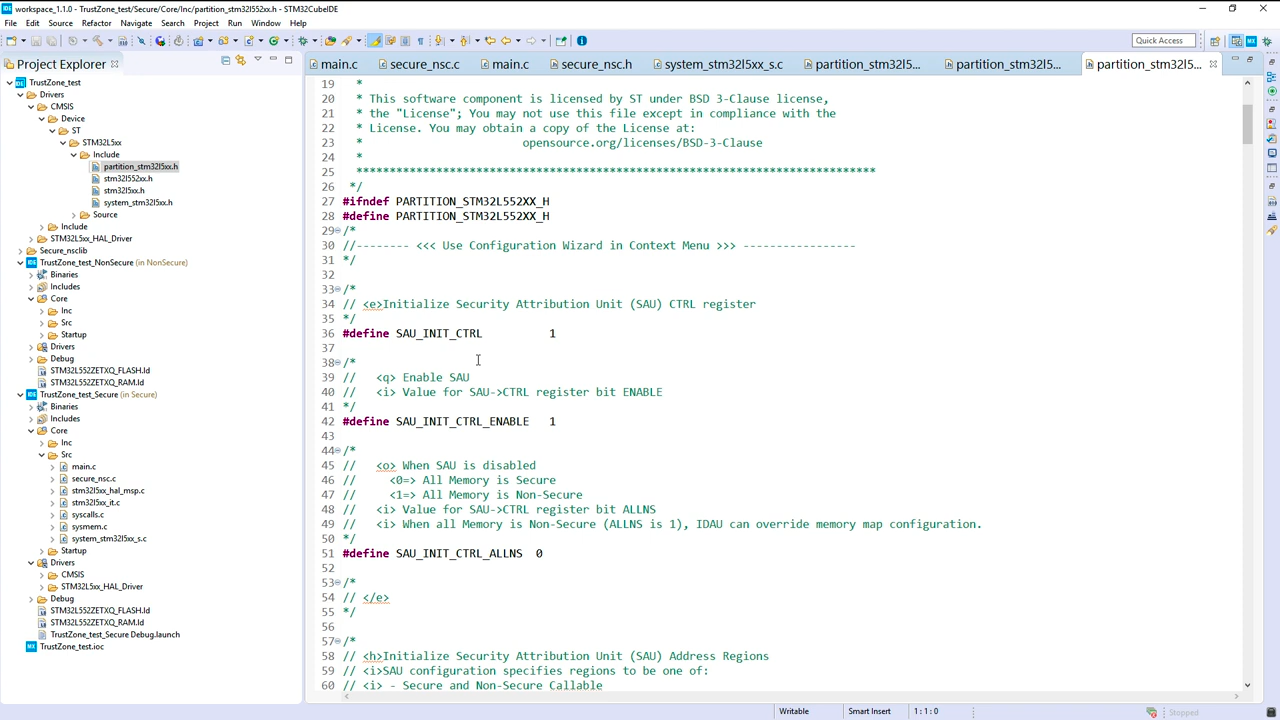 workspace_1.1.0 - TrustZone_test/Secure/Core/Inc/partition_stm32l552xx.h - STM32CubeIDE
File Edit Source Refactor Navigate Search Project Run Window Help
Quick Access
Project Explorer
main.c secure_nsc.c main.c secure_nsc.h system_stm32l5xx_s.c partition_stm32l5... partition_stm32l5... partition_stm32l5...
TrustZone_test
Drivers
CMSIS
Device
ST
STM32L5xx
Include
partition_stm32l5xx.h
stm32l552xx.h
stm32l5xx.h
system_stm32l5xx.h
Source
Include
STM32L5xx_HAL_Driver
Secure_nsclib
TrustZone_test_NonSecure (in NonSecure)
Binaries
Includes
Core
Inc
Src
Startup
Drivers
Debug
STM32L552ZETXQ_FLASH.ld
STM32L552ZETXQ_RAM.ld
TrustZone_test_Secure (in Secure)
Binaries
Includes
Core
Inc
Src
main.c
secure_nsc.c
stm32l5xx_hal_msp.c
stm32l5xx_it.c
syscalls.c
sysmem.c
system_stm32l5xx_s.c
Startup
Drivers
CMSIS
STM32L5xx_HAL_Driver
Debug
STM32L552ZETXQ_FLASH.ld
STM32L552ZETXQ_RAM.ld
TrustZone_test_Secure Debug.launch
TrustZone_test.ioc
19 *
20 * This software component is licensed by ST under BSD 3-Clause license,
21 * the "License"; You may not use this file except in compliance with the
22 * License. You may obtain a copy of the License at:
23 * opensource.org/licenses/BSD-3-Clause
24 *
25 ******************************************************************************
26 */
27 #ifndef PARTITION_STM32L552XX_H
28 #define PARTITION_STM32L552XX_H
29 /*
30 //-------- <<< Use Configuration Wizard in Context Menu >>> -----------------
31 */
32
33 /*
34 // <e>Initialize Security Attribution Unit (SAU) CTRL register
35 */
36 #define SAU_INIT_CTRL 1
37
38 /*
39 // <q> Enable SAU
40 // <i> Value for SAU->CTRL register bit ENABLE
41 */
42 #define SAU_INIT_CTRL_ENABLE 1
43
44 /*
45 // <o> When SAU is disabled
46 // <0=> All Memory is Secure
47 // <1=> All Memory is Non-Secure
48 // <i> Value for SAU->CTRL register bit ALLNS
49 // <i> When all Memory is Non-Secure (ALLNS is 1), IDAU can override memory map configuration.
50 */
51 #define SAU_INIT_CTRL_ALLNS 0
52
53 /*
54 // </e>
55 */
56
57 /*
58 // <h>Initialize Security Attribution Unit (SAU) Address Regions
59 // <i>SAU configuration specifies regions to be one of:
60 // <i> - Secure and Non-Secure Callable
Writable Smart Insert 1 : 1 : 0 Stopped